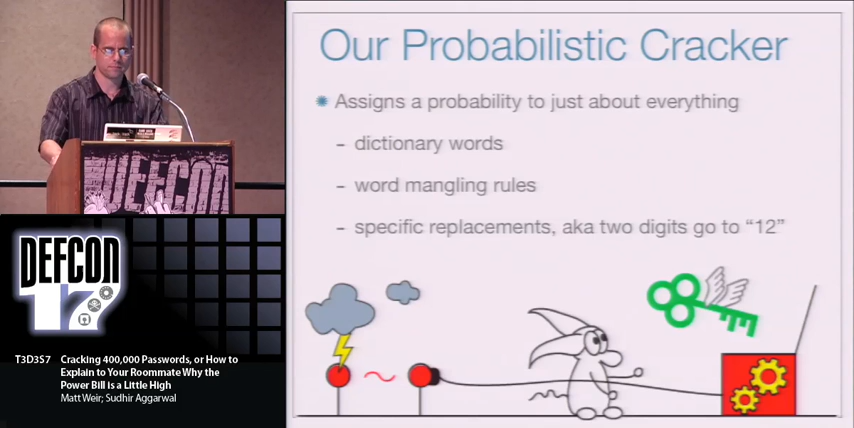 Our Probabilistic Cracker
Assigns a probability to just about everything
- dictionary words
- word mangling rules
- specific replacements, aka two digits go to “12”
DEFCON
DEFCON
17
T3D357 Cracking 400,000 Passwords, or How to
Explain to Your Roommate Why the
Power Bill is a Little High
Matt Weir; Sudhir Aggarwal